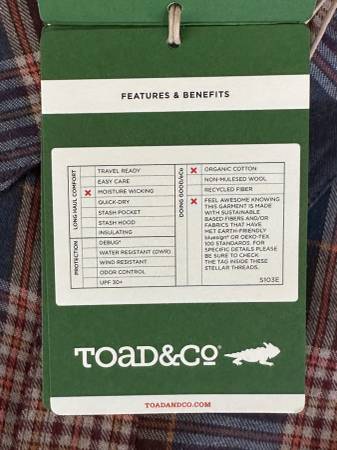 FEATURES & BENEFITS
LONG HAUL COMFORT
TRAVEL READY
EASY CARE
X MOISTURE WICKING
QUICK-DRY
STASH POCKET
STASH HOOD
INSULATING
PROTECTION
DEBUG®
WATER RESISTANT (DWR)
WIND RESISTANT
ODOR CONTROL
UPF 30+
DOING GOOD/&Co
X ORGANIC COTTON
NON-MULESED WOOL
RECYCLED FIBER
X FEEL AWESOME KNOWING
THIS GARMENT IS MADE
WITH SUSTAINABLE
BASED FIBERS AND/OR
FABRICS THAT HAVE
MET EARTH-FRIENDLY
bluesign® OR OEKO-TEX
100 STANDARDS. FOR
SPECIFIC DETAILS PLEASE
BE SURE TO CHECK
THE TAG INSIDE THESE
STELLAR THREADS.
S103E
TOAD&CO
TOADANDCO.COM